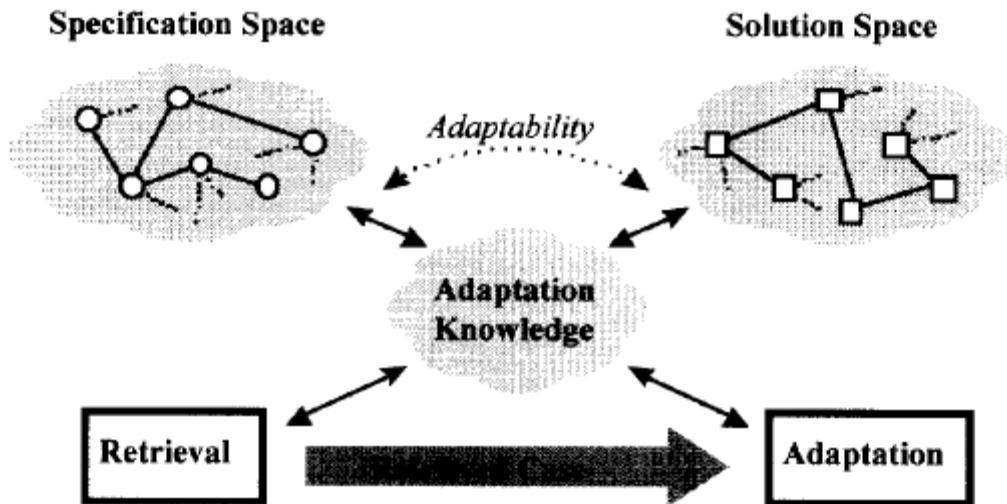 Specification Space
Solution Space
Adaptability
Adaptation
Knowledge
Retrieval
Adaptation